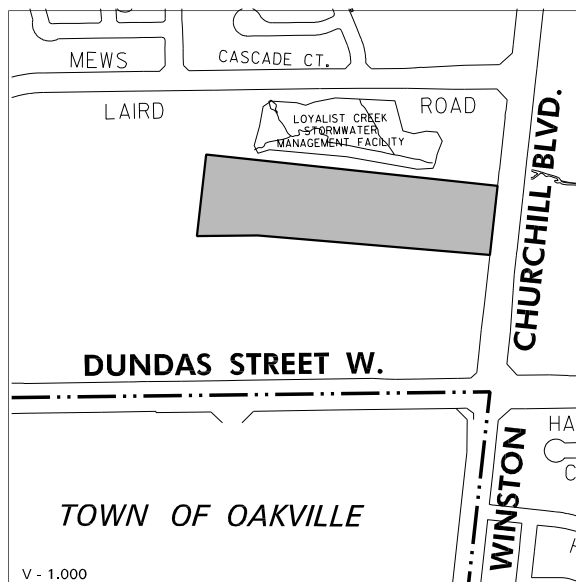 MEWS
CASCADE CT.
LAIRD ROAD
LOYALIST CREEK
STORMWATER
MANAGEMENT FACILITY
CHURCHILL BLVD.
DUNDAS STREET W.
HA
C
WINSTON
TOWN OF OAKVILLE
V - 1.000